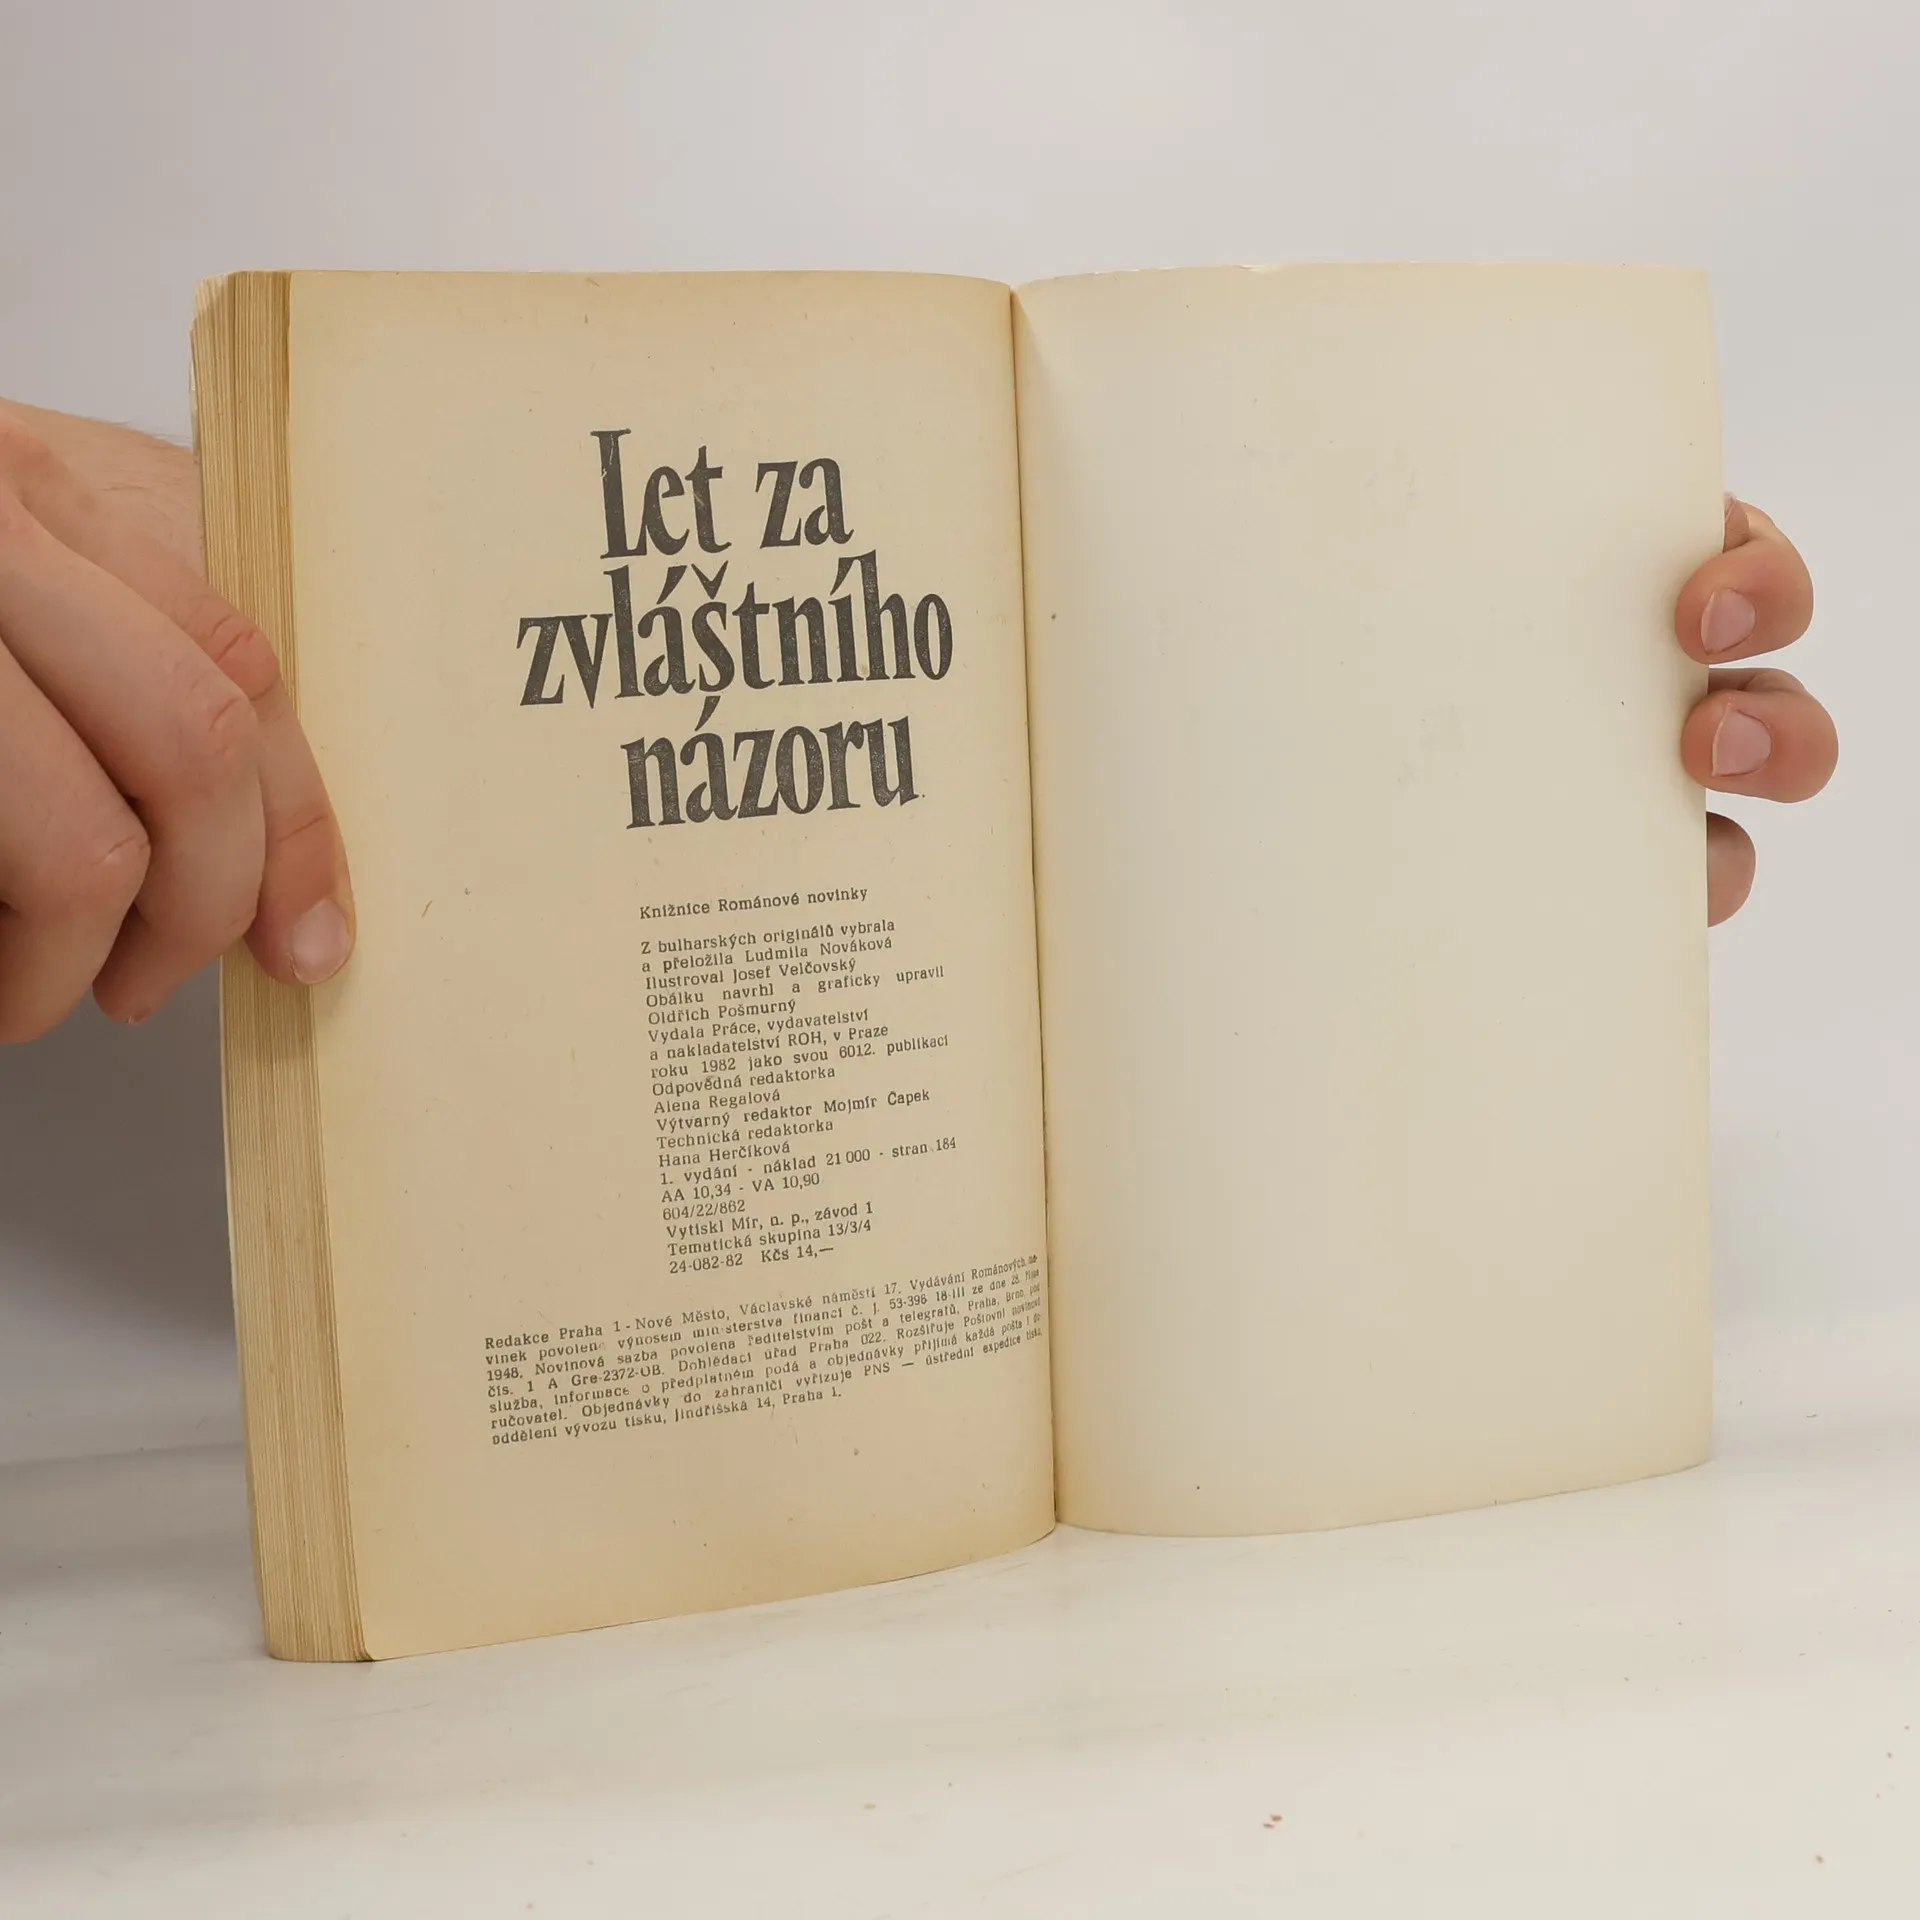 Let za
zvláštního
názoru
Knižnice Románové novinky
Z bulharských originálů vybrala
a přeložila Ludmila Nováková
Ilustroval Josef Velčovský
Obálku navrhl a graficky upravil
Oldřich Pošmurný
Vydala Práce, vydavatelství
a nakladatelství ROH, v Praze
roku 1982 jako svou 6012. publikaci
Odpovědná redaktorka
Alena Regalová
Výtvarný redaktor Mojmír Čapek
Technická redaktorka
Hana Herčíková
1. vydání - náklad 21 000 - stran 184
AA 10,34 - VA 10,90
604/22/862
Vytiskl Mír, n. p., závod 1
Tematická skupina 13/3/4
24-082-82 Kčs 14,—
Redakce Praha 1 - Nové Město, Václavské náměstí 17. Vydávání Románových no-
vinek povoleno výnosem ministerstva financí č. j. 53-396 18-III ze dne 28. října
1948. Novinová sazba povolena ředitelstvím pošt a telegrafů, Praha, Brno, pod
čís. 1 A Gre-2372-OB. Dohlédací úřad Praha 022. Rozšiřuje Poštovní novinová
služba, informace o předplatném podá a objednávky přijímá každá pošta i do-
ručovatel. Objednávky do zahraničí vyřizuje PNS — ústřední expedice tisku,
oddělení vývozu tisku, Jindřišská 14, Praha 1.